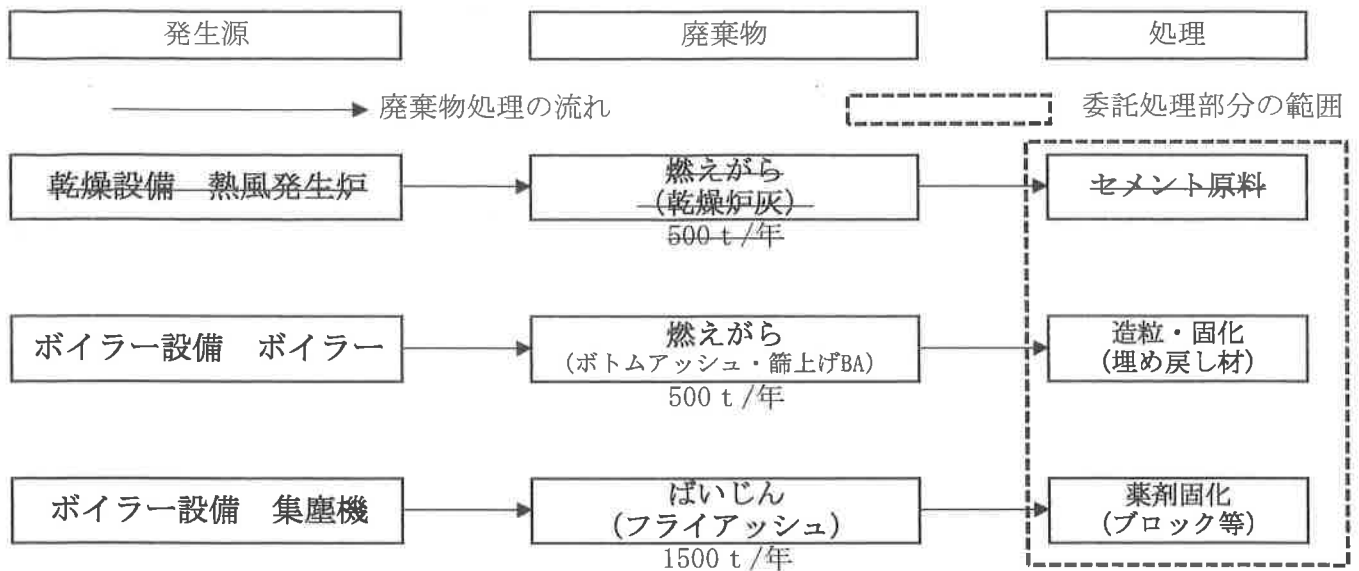 発生源 廃棄物 処理
廃棄物処理の流れ 委託処理部分の範囲
乾燥設備 熱風発生炉 燃えがら セメント原料
(乾燥炉灰)
500t/年
ボイラー設備 ボイラー 燃えがら 造粒・固化
(ボトムアッシュ・篩上げBA) (埋め戻し材)
500t/年
ボイラー設備 集塵機 ばいじん 薬剤固化
(フライアッシュ) (ブロック等)
1500t/年